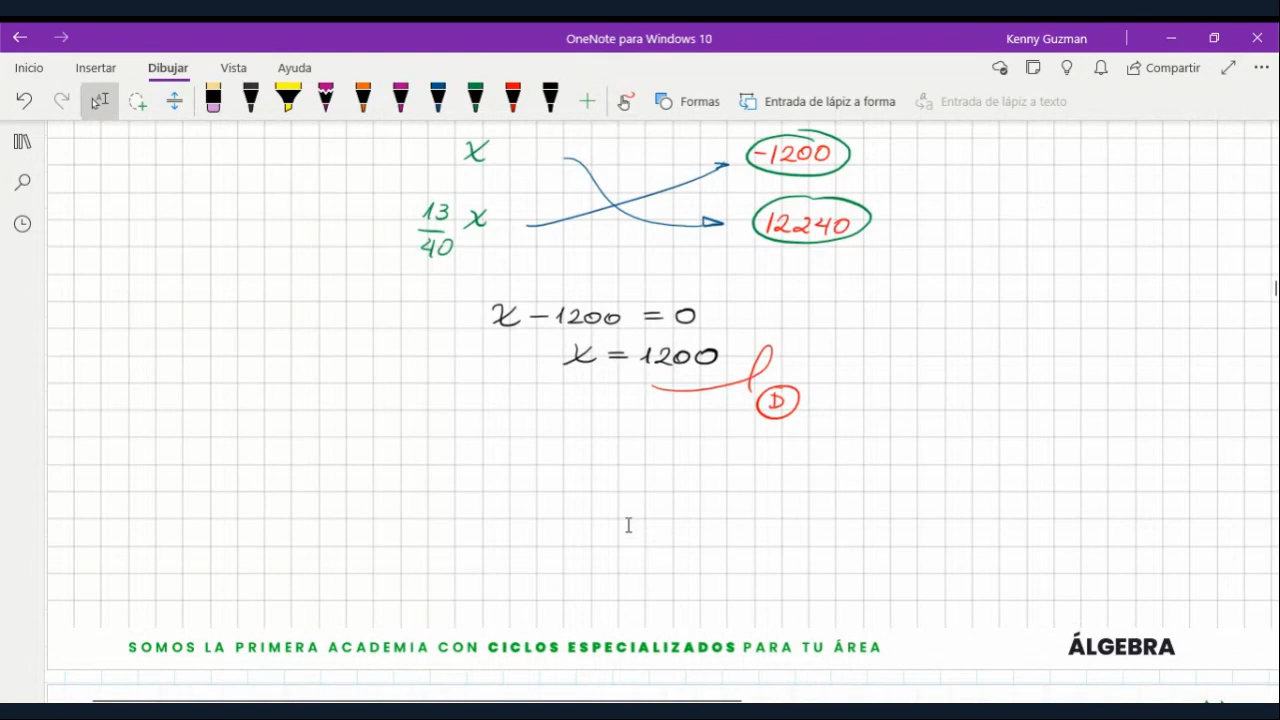 OneNote para Windows 10
Kenny Guzman
Inicio Insertar Dibujar Vista Ayuda
Compartir
Formas Entrada de lápiz a forma Entrada de lápiz a texto
x -1200
13/40 x 12240
x - 1200 = 0
x = 1200
D
SOMOS LA PRIMERA ACADEMIA CON CICLOS ESPECIALIZADOS PARA TU ÁREA
ÁLGEBRA